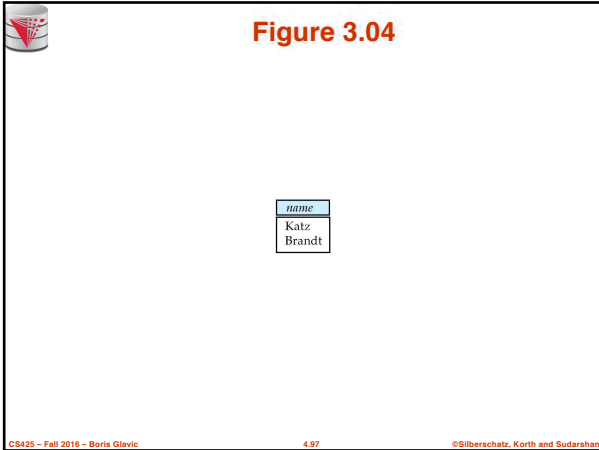 Figure 3.04
name
Katz
Brandt
CS425 – Fall 2016 – Boris Glavic 4.97 ©Silberschatz, Korth and Sudarshan